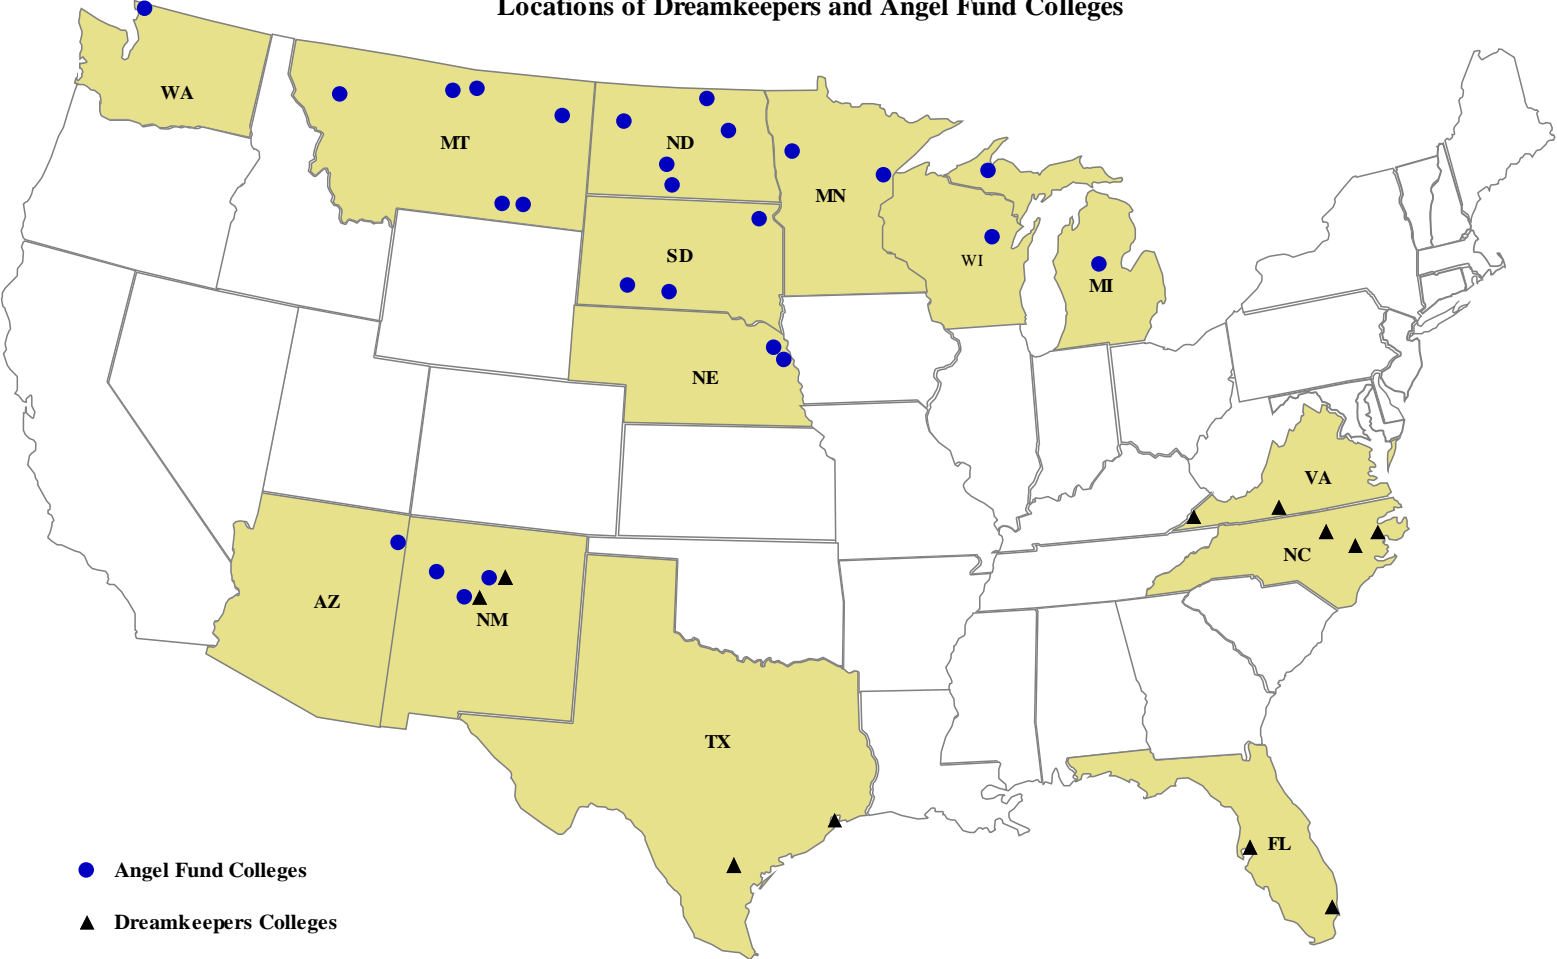 Locations of Dreamkeepers and Angel Fund Colleges
WA
MT
ND
MN
SD
WI
MI
NE
VA
NC
AZ
NM
TX
FL
Angel Fund Colleges
Dreamkeepers Colleges